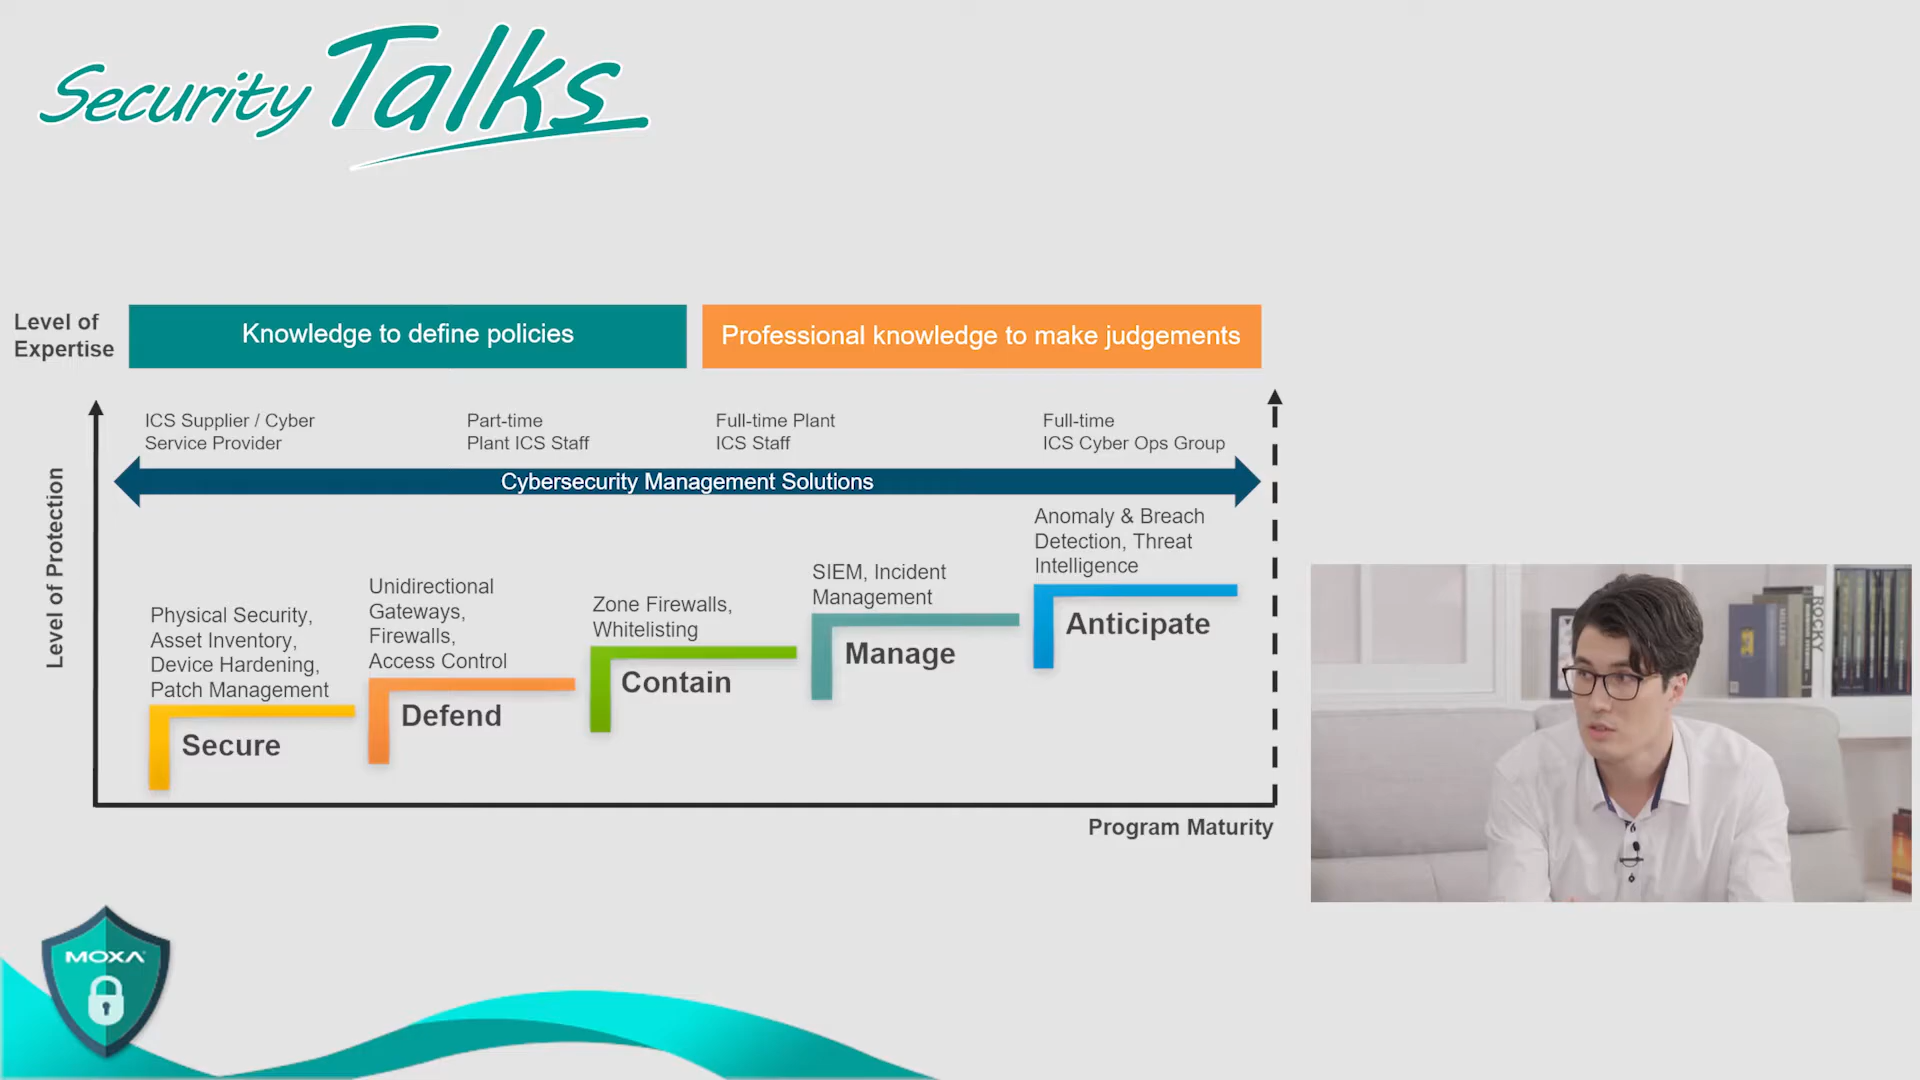 Security Talks
Level of
Expertise
Knowledge to define policies
Professional knowledge to make judgements
ICS Supplier / Cyber
Service Provider
Part-time
Plant ICS Staff
Full-time Plant
ICS Staff
Full-time
ICS Cyber Ops Group
Cybersecurity Management Solutions
Level of Protection
Physical Security,
Asset Inventory,
Device Hardening,
Patch Management
Secure
Unidirectional
Gateways,
Firewalls,
Access Control
Defend
Zone Firewalls,
Whitelisting
Contain
SIEM, Incident
Management
Manage
Anomaly & Breach
Detection, Threat
Intelligence
Anticipate
Program Maturity
ROCKY
MOXA